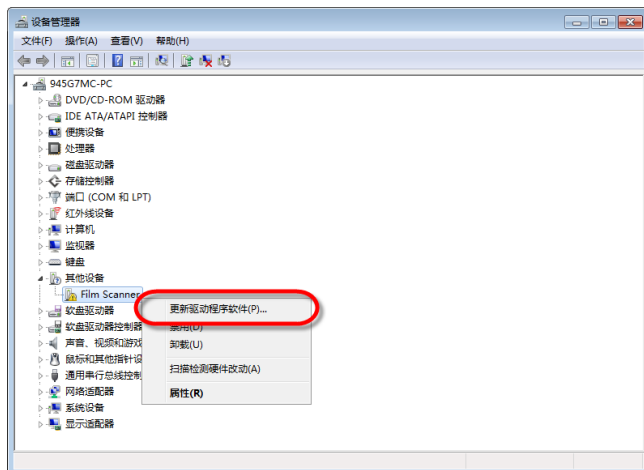 设备管理器
文件(F) 操作(A) 查看(V) 帮助(H)
945G7MC-PC
DVD/CD-ROM 驱动器
IDE ATA/ATAPI 控制器
便携设备
处理器
磁盘驱动器
存储控制器
端口 (COM 和 LPT)
红外线设备
计算机
监视器
键盘
其他设备
Film Scanner
更新驱动程序软件(P)...
软盘驱动器
禁用(D)
软盘驱动器控制器
卸载(U)
声音、视频和游戏
鼠标和其他指针设
扫描检测硬件改动(A)
通用串行总线控制
网络适配器
属性(R)
系统设备
显示适配器